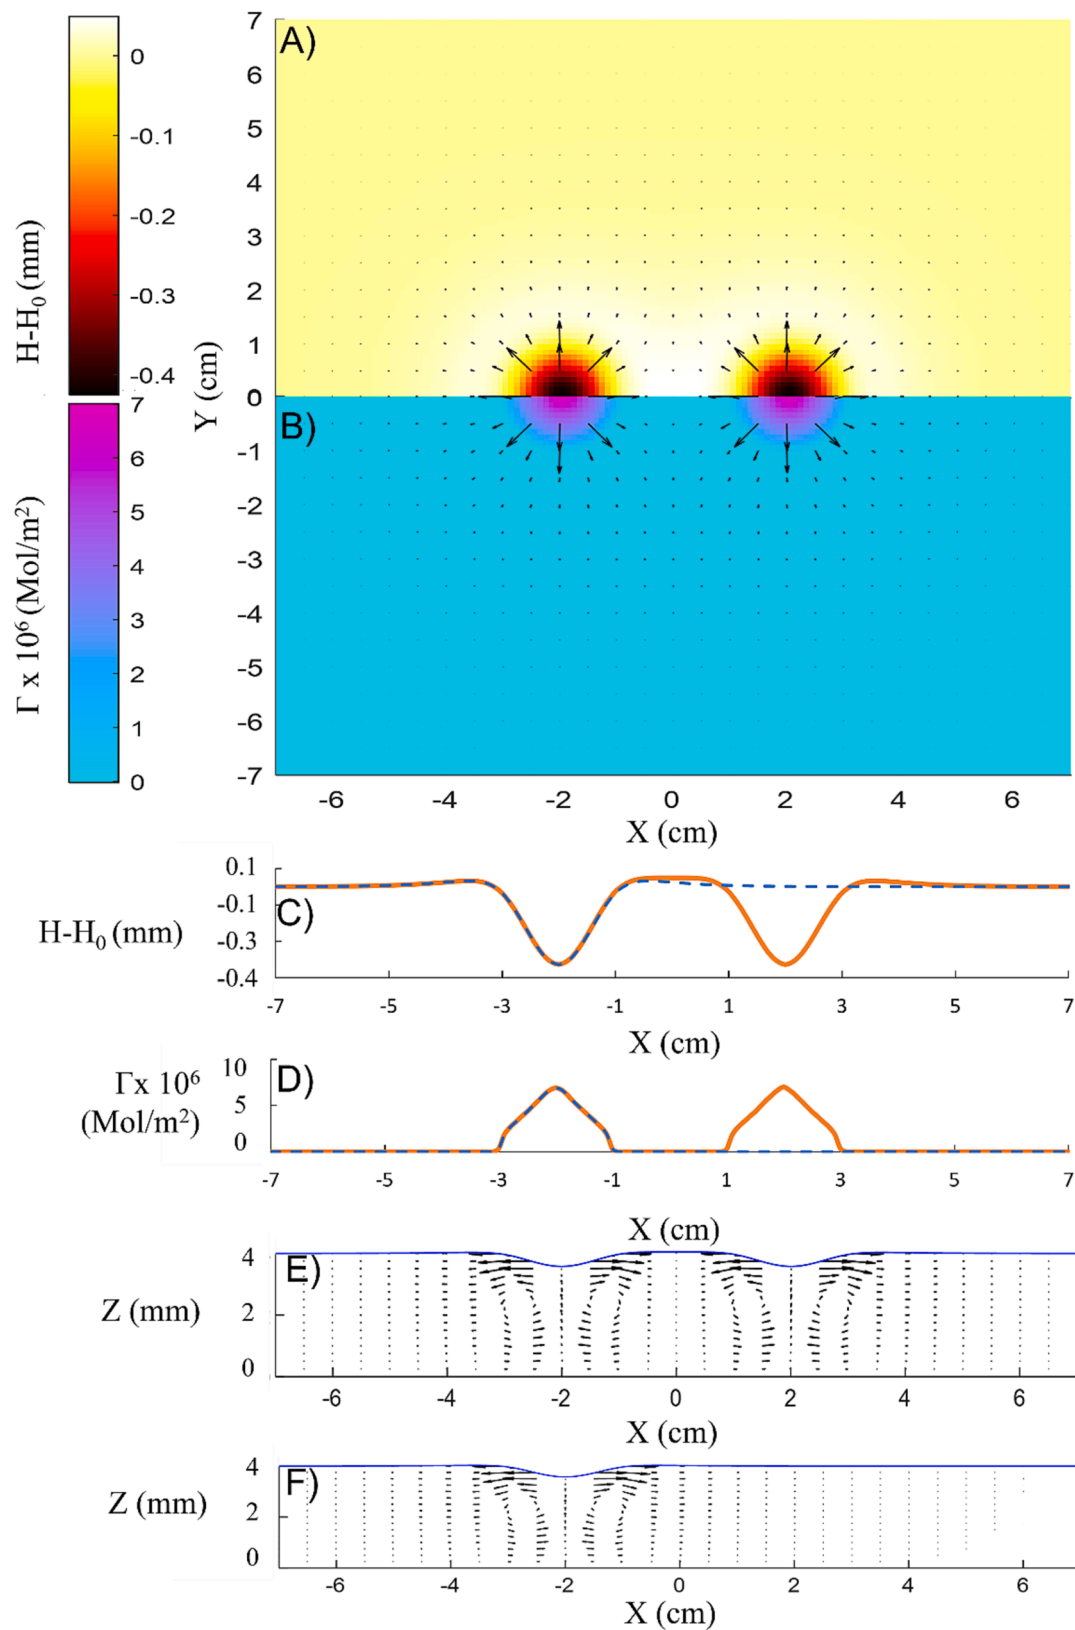 A)
7
6
5
4
3
2
1
0
-1
-2
-3
-4
-5
-6
-7
Y (cm)
0
-0.1
-0.2
-0.3
-0.4
H-H0 (mm)
7
6
5
4
3
2
1
0
Γ x 10⁶ (Mol/m²)
B)
-6 -4 -2 0 2 4 6
X (cm)
0.1
-0.1
-0.3
-0.4
C)
H-H0 (mm)
-7 -5 -3 -1 1 3 5 7
X (cm)
10
5
0
D)
Γx 10⁶
(Mol/m²)
-7 -5 -3 -1 1 3 5 7
X (cm)
4
2
0
E)
Z (mm)
-6 -4 -2 0 2 4 6
X (cm)
4
2
0
F)
Z (mm)
-6 -4 -2 0 2 4 6
X (cm)